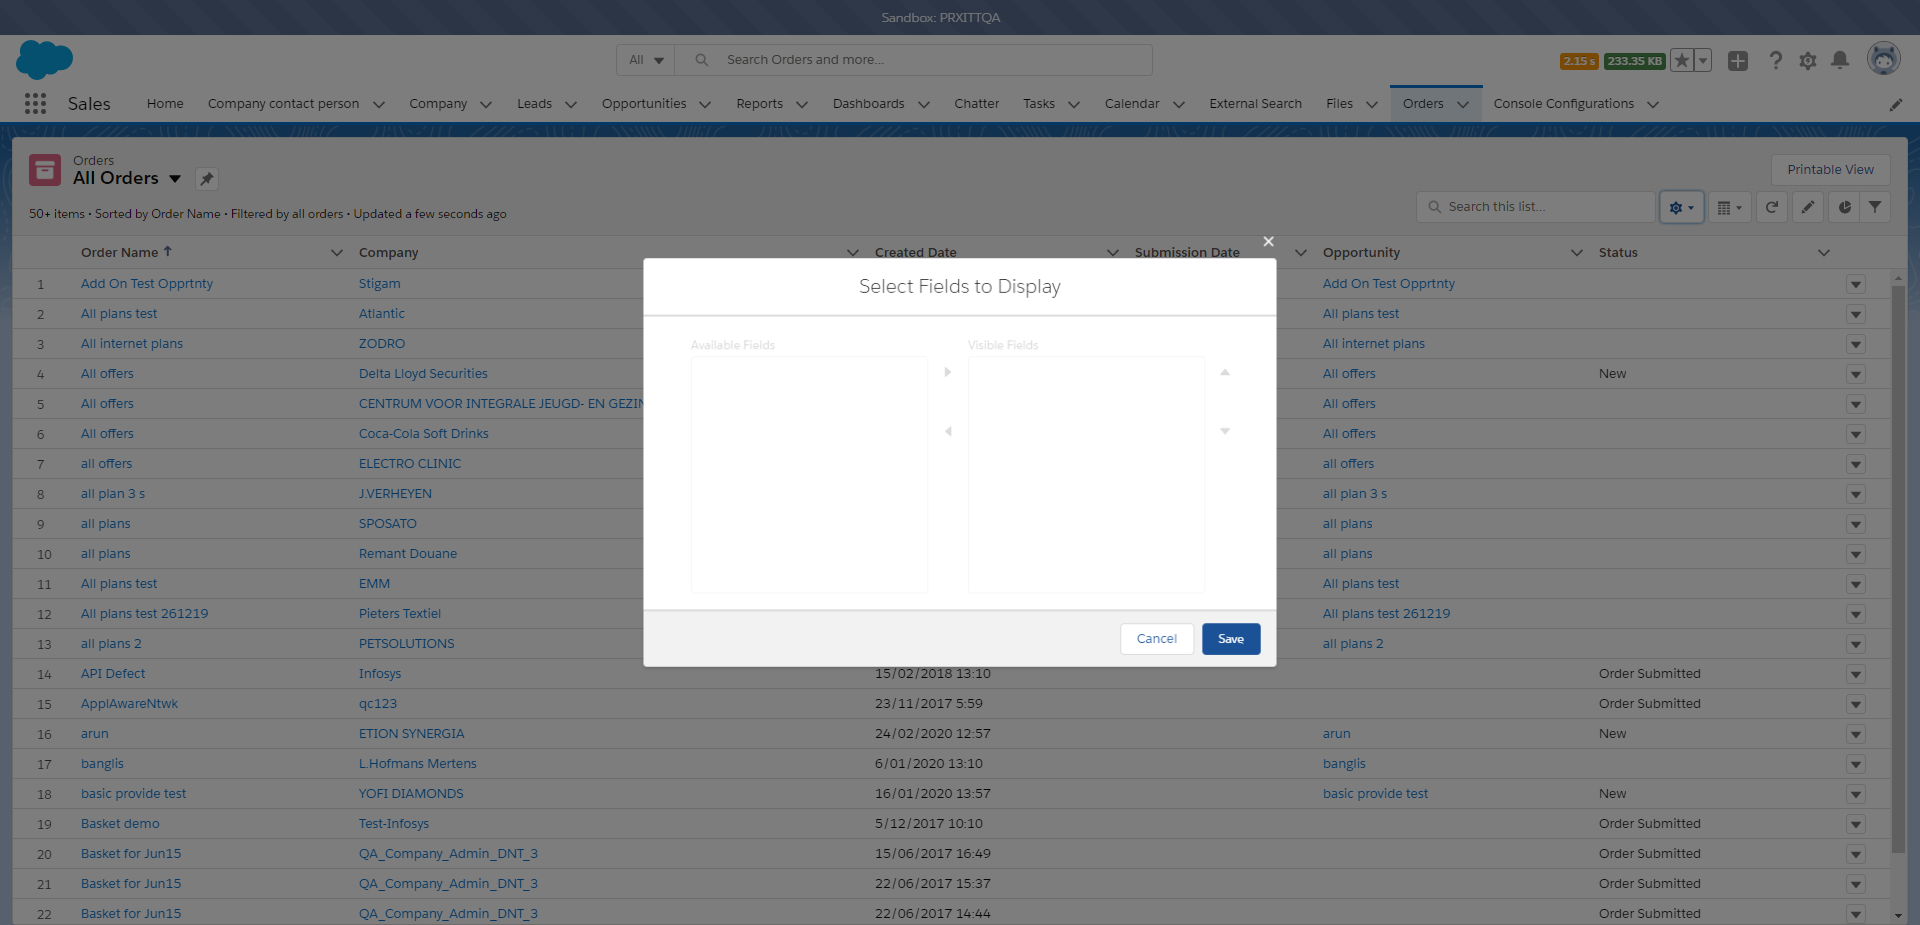 Sandbox: PRXITTQA
All Search Orders and more... 2.15 s 233.35 KB
Sales Home Company contact person Company Leads Opportunities Reports Dashboards Chatter Tasks Calendar External Search Files Orders Console Configurations
Orders
All Orders
Printable View
50+ items • Sorted by Order Name • Filtered by all orders • Updated a few seconds ago
Search this list...
Order Name Company Created Date Submission Date Opportunity Status
1 Add On Test Opprtnty Stigam Add On Test Opprtnty
2 All plans test Atlantic All plans test
3 All internet plans ZODRO All internet plans
4 All offers Delta Lloyd Securities All offers New
5 All offers CENTRUM VOOR INTEGRALE JEUGD- EN All offers
6 All offers Coca-Cola Soft Drinks All offers
7 all offers ELECTRO CLINIC all offers
8 all plan 3 s J.VERHEYEN all plan 3 s
9 all plans SPOSATO all plans
10 all plans Remant Douane all plans
11 All plans test EMM All plans test
12 All plans test 261219 Pieters Textiel All plans test 261219
13 all plans 2 PETSOLUTIONS all plans 2
14 API Defect Infosys 15/02/2018 13:10 Order Submitted
15 ApplAwareNtwk qc123 23/11/2017 5:59 Order Submitted
16 arun ETION SYNERGIA 24/02/2020 12:57 arun New
17 banglis L.Hofmans Mertens 6/01/2020 13:10 banglis
18 basic provide test YOFI DIAMONDS 16/01/2020 13:57 basic provide test New
19 Basket demo Test-Infosys 5/12/2017 10:10 Order Submitted
20 Basket for Jun15 QA_Company_Admin_DNT_3 15/06/2017 16:49 Order Submitted
21 Basket for Jun15 QA_Company_Admin_DNT_3 22/06/2017 15:37 Order Submitted
22 Basket for Jun15 QA_Company_Admin_DNT_3 22/06/2017 14:44 Order Submitted
Select Fields to Display
Available Fields Visible Fields
Cancel Save